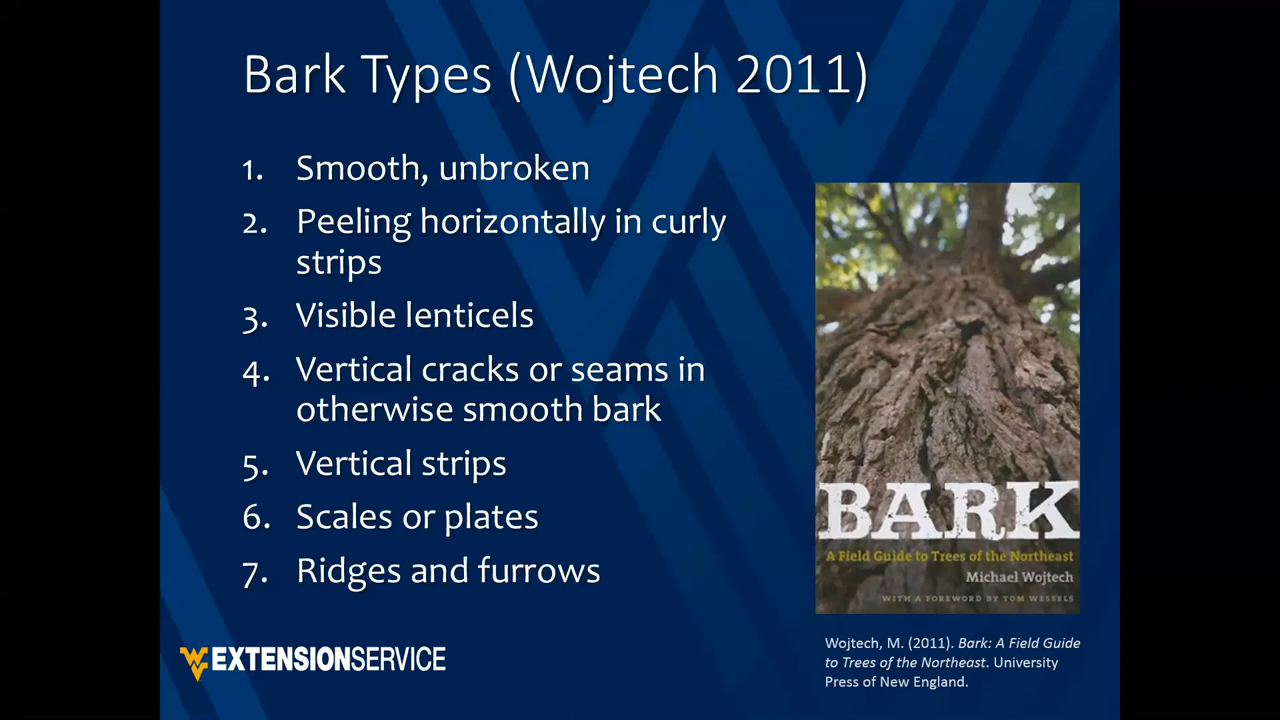 Bark Types (Wojtech 2011)
1. Smooth, unbroken
2. Peeling horizontally in curly
strips
3. Visible lenticels
4. Vertical cracks or seams in
otherwise smooth bark
5. Vertical strips
6. Scales or plates
7. Ridges and furrows
BARK
A Field Guide to Trees of the Northeast
Michael Wojtech
WITH A FOREWORD BY TOM WESSELS
Wojtech, M. (2011). Bark: A Field Guide
to Trees of the Northeast. University
Press of New England.
WV EXTENSIONSERVICE